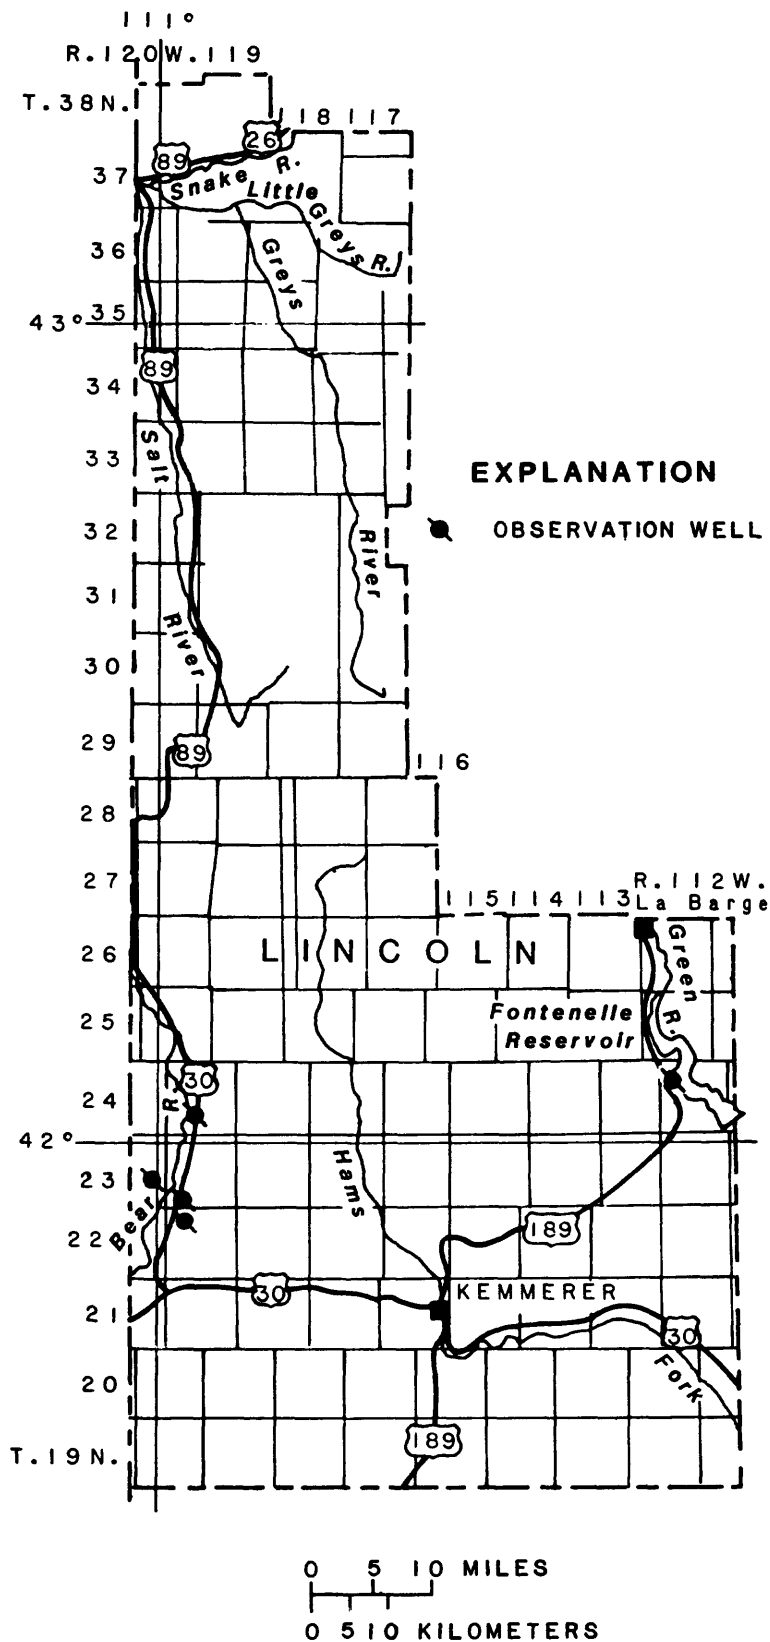 111°
R.120W.119
T.38N.
118 117
26
89
37
Snake R.
Little Greys R.
36
Greys
35
43°
89
34
Salt
33
EXPLANATION
OBSERVATION WELL
32
River
31
River
30
29
89
116
28
27
R.112W.
115 114 113
La Barge
26
LINCOLN
Green R.
25
Fontenelle
Reservoir
30
24
R.
42°
23
Hams
Bear
22
189
30
KEMMERER
21
30
20
Fork
189
T.19N.
0 5 10 MILES
0 5 10 KILOMETERS